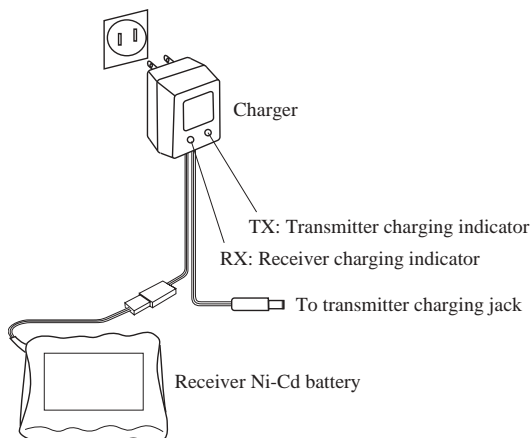 Charger
TX: Transmitter charging indicator
RX: Receiver charging indicator
To transmitter charging jack
Receiver Ni-Cd battery